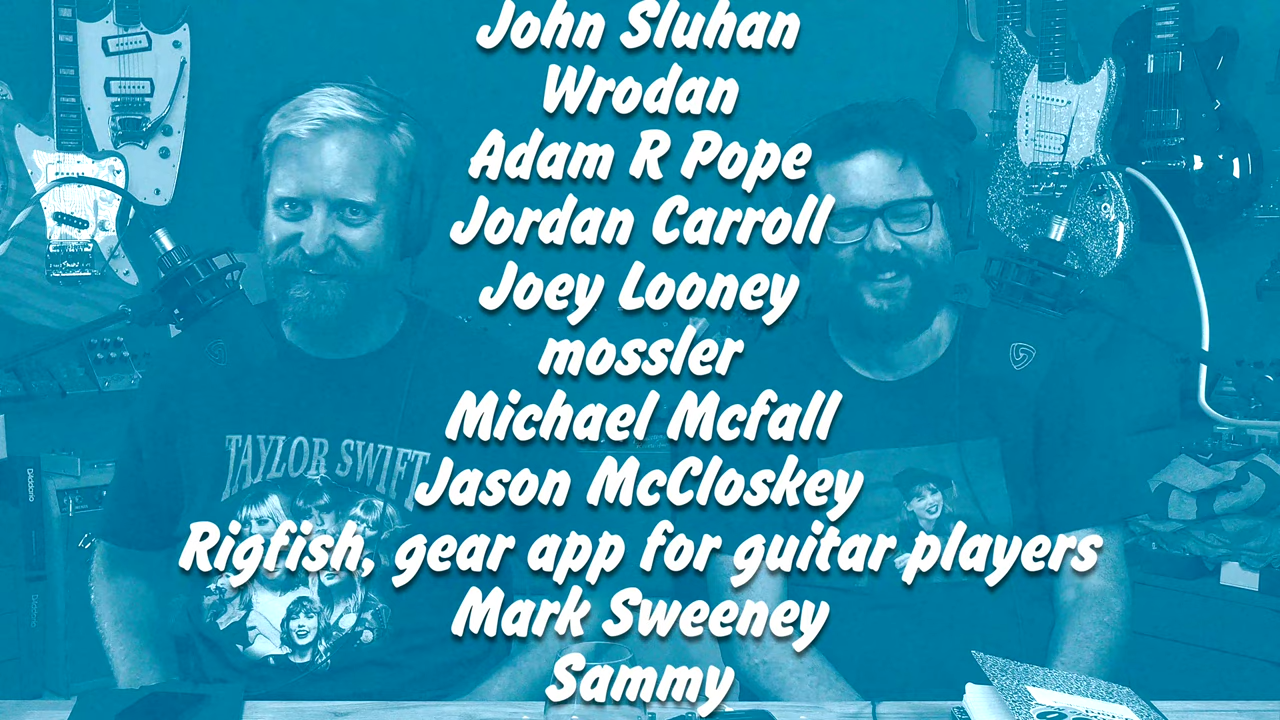 John Sluhan
Wrodan
Adam R Pope
Jordan Carroll
Joey Looney
mossler
Michael Mcfall
TAYLOR SWIFT
Jason McCloskey
Rigfish, gear app for guitar players
Mark Sweeney
Sammy